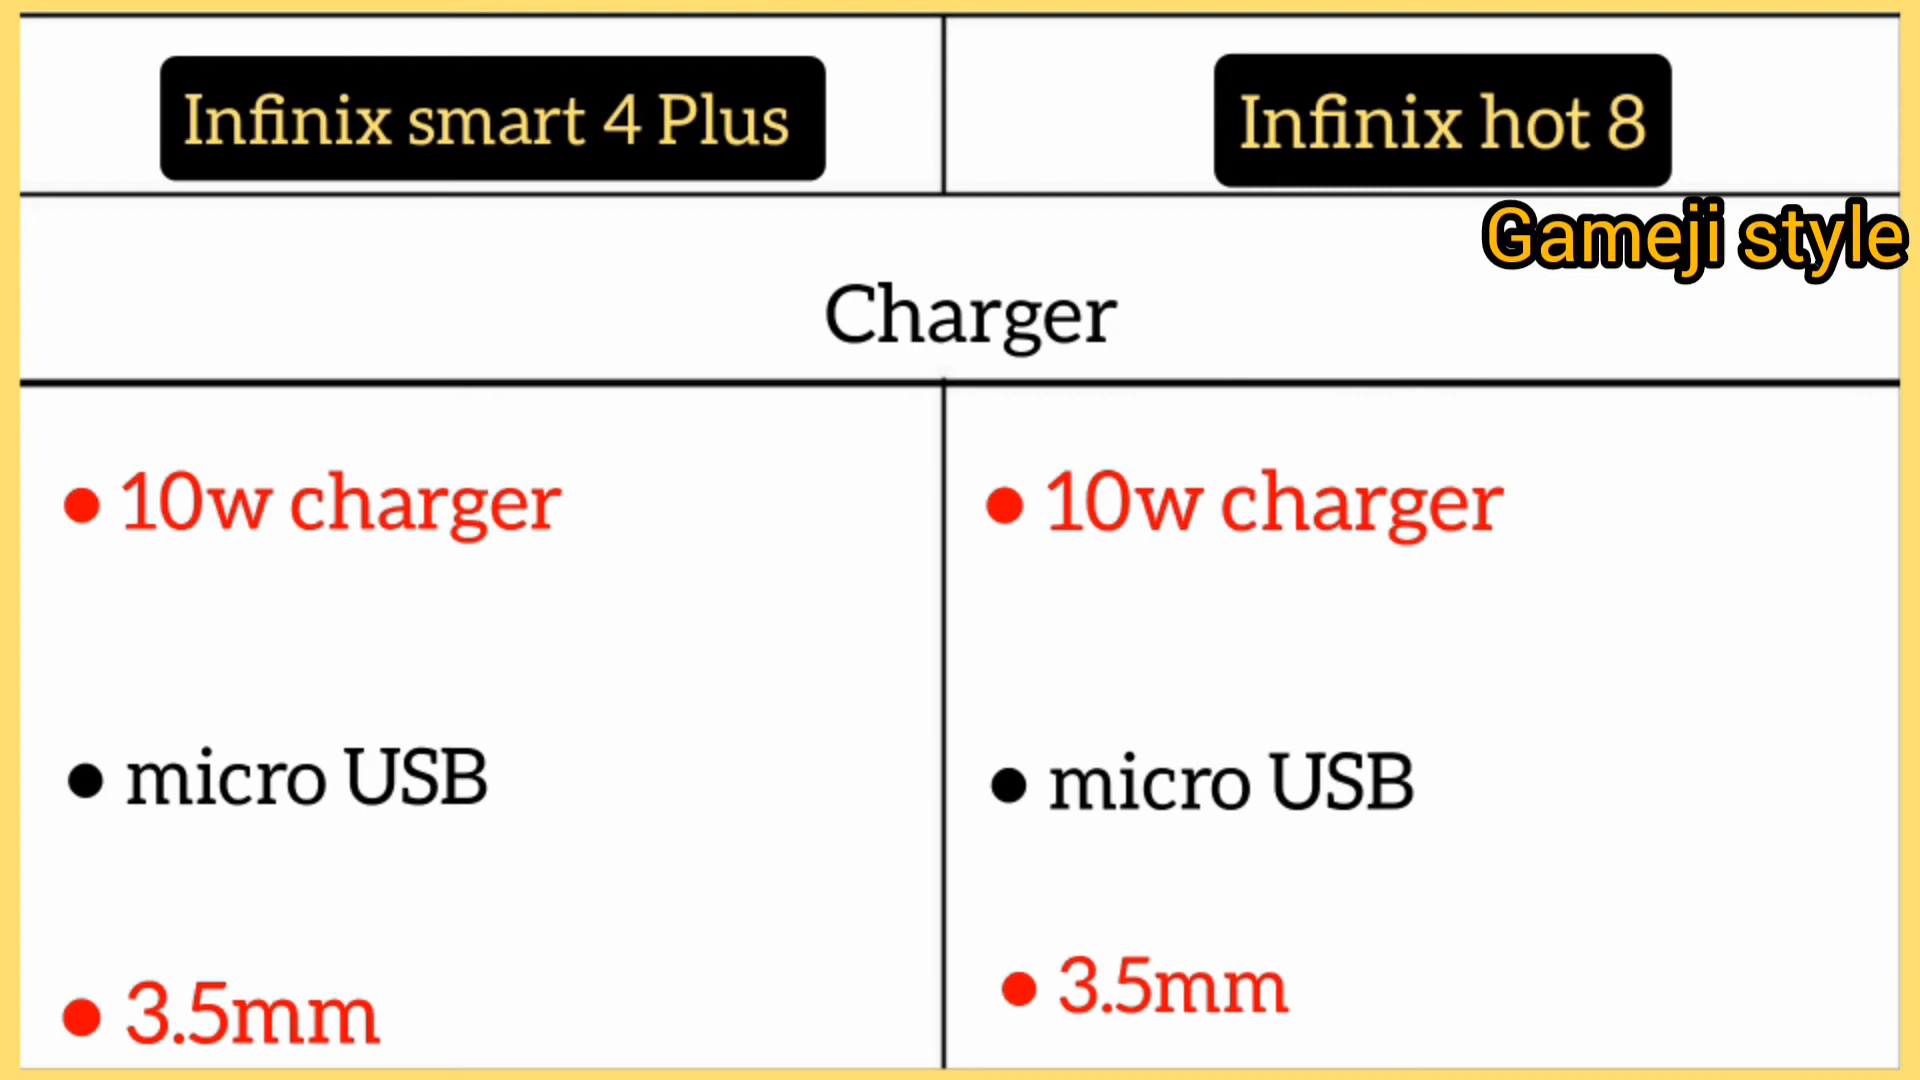 Infinix smart 4 Plus
Infinix hot 8
Gameji style
Charger
• 10w charger
• 10w charger
• micro USB
• micro USB
• 3.5mm
• 3.5mm